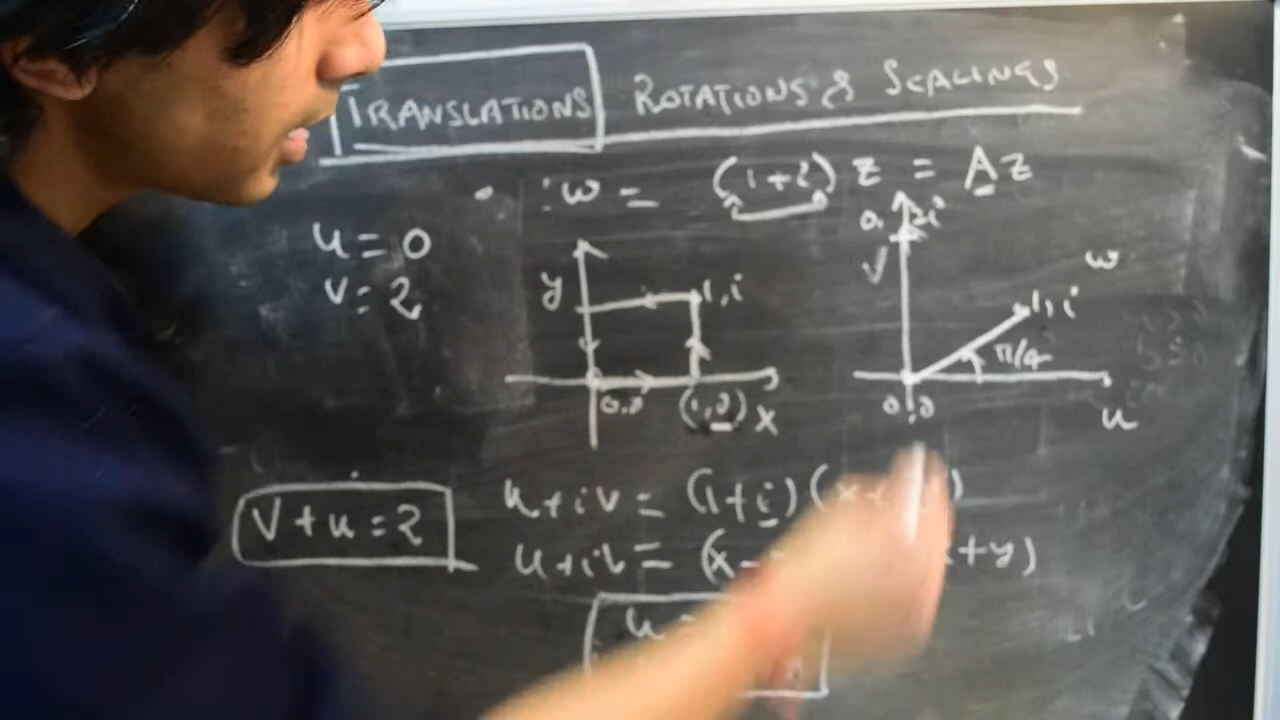 TRANSLATIONS ROTATIONS & SCALINGS
w = (1+i) z = Az
u = 0
v = 2
y
1, i
0,0
(1,0) x
0, 2i
v
w
1, i
π/4
0,0
u
v+u=2
u+iv = (1+i)(x+
u+iv = (x- x+y)
u